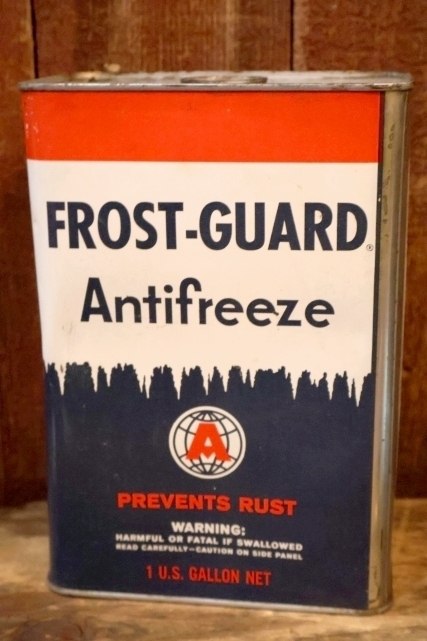 FROST-GUARD®
Antifreeze
A
PREVENTS RUST
WARNING:
HARMFUL OR FATAL IF SWALLOWED
READ CAREFULLY—CAUTION ON SIDE PANEL
1 U.S. GALLON NET